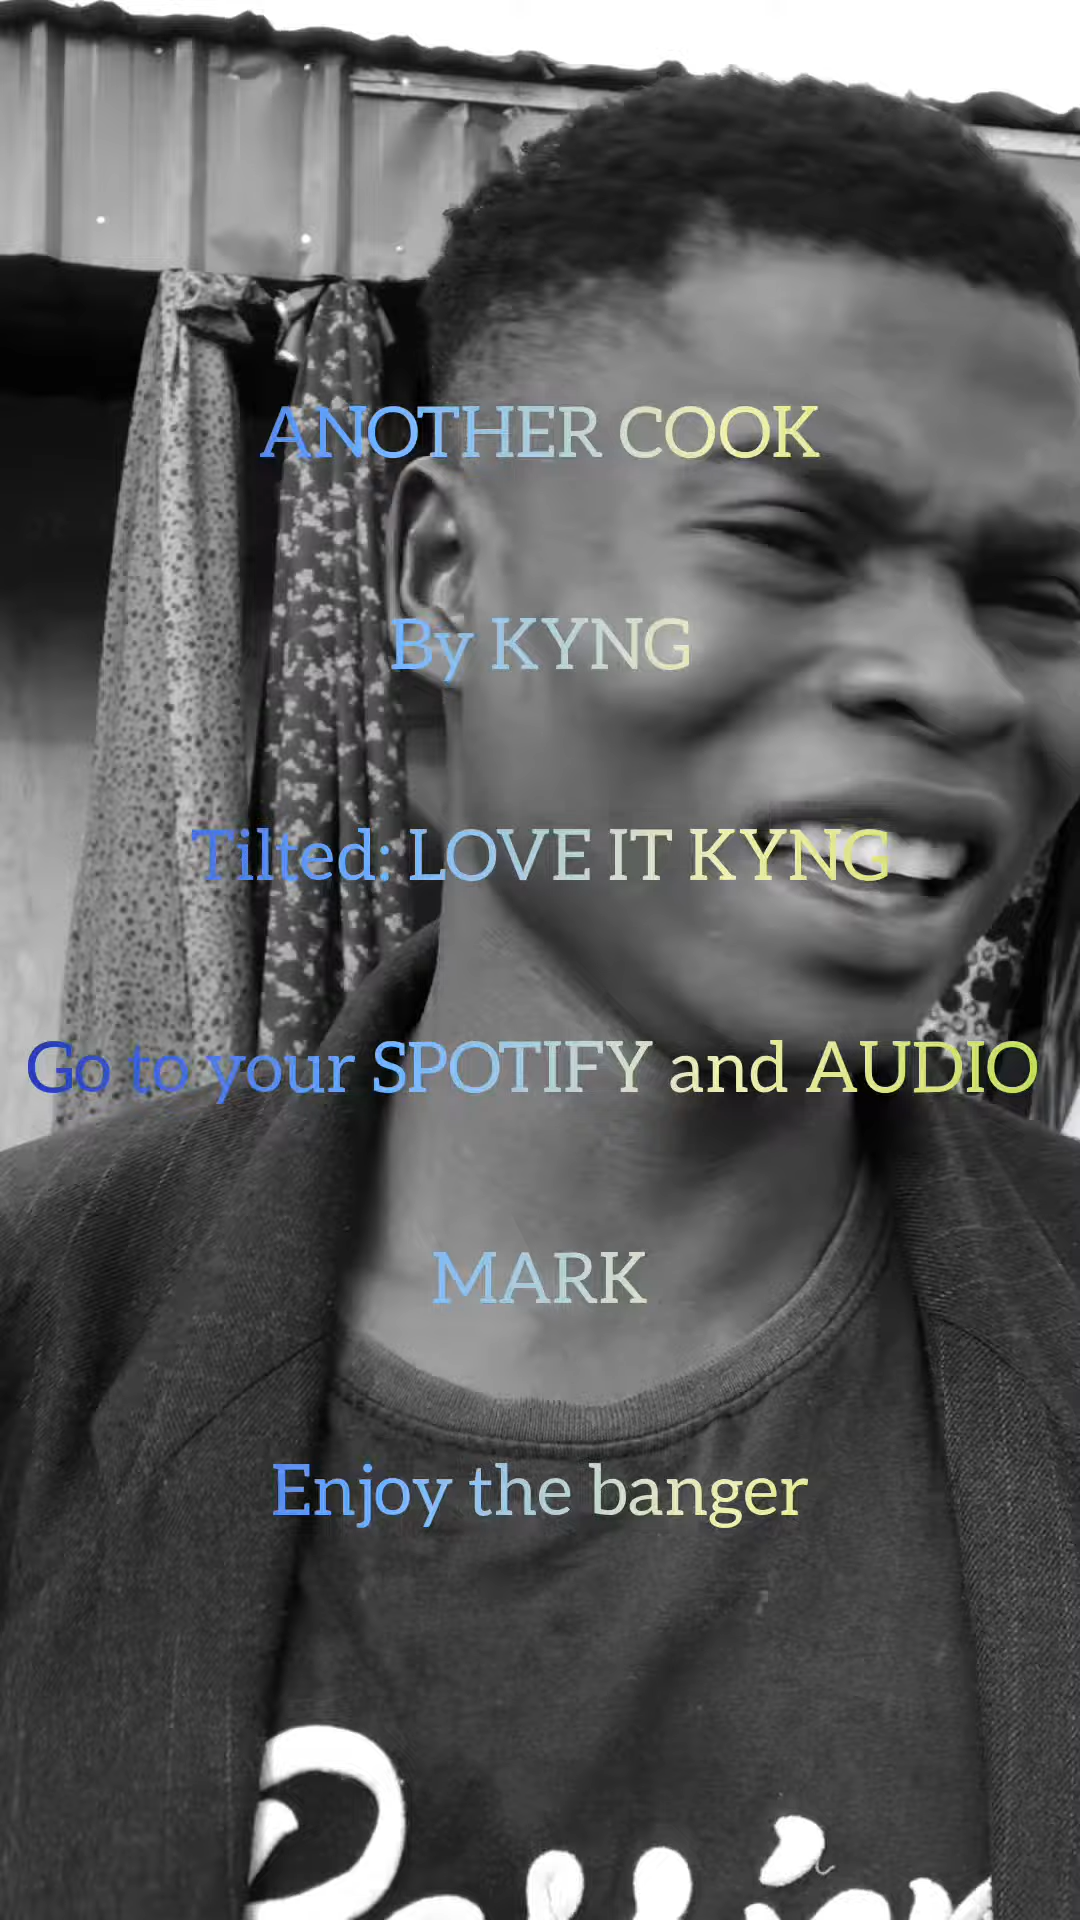 ANOTHER COOK
By KYNG
Tilted: LOVE IT KYNG
Go to your SPOTIFY and AUDIO
MARK
Enjoy the banger